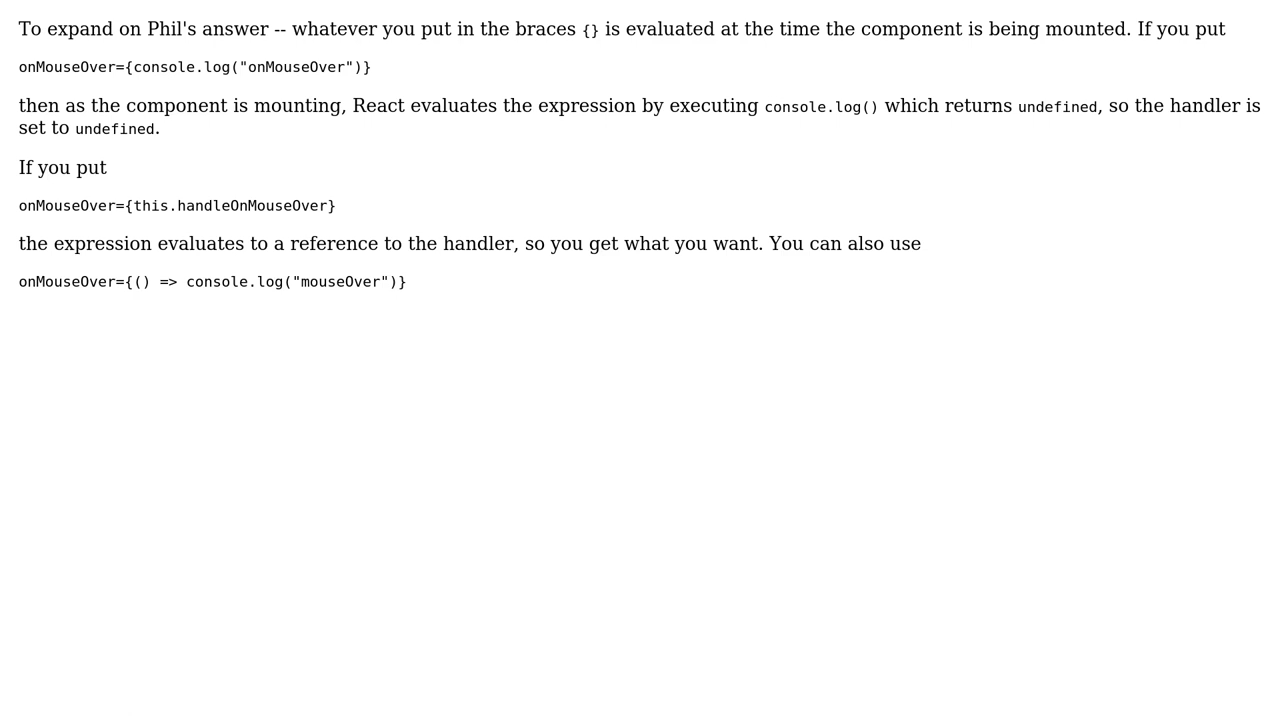 To expand on Phil's answer -- whatever you put in the braces {} is evaluated at the time the component is being mounted. If you put
onMouseOver={console.log("onMouseOver")}
then as the component is mounting, React evaluates the expression by executing console.log() which returns undefined, so the handler is
set to undefined.
If you put
onMouseOver={this.handleOnMouseOver}
the expression evaluates to a reference to the handler, so you get what you want. You can also use
onMouseOver={() => console.log("mouseOver")}